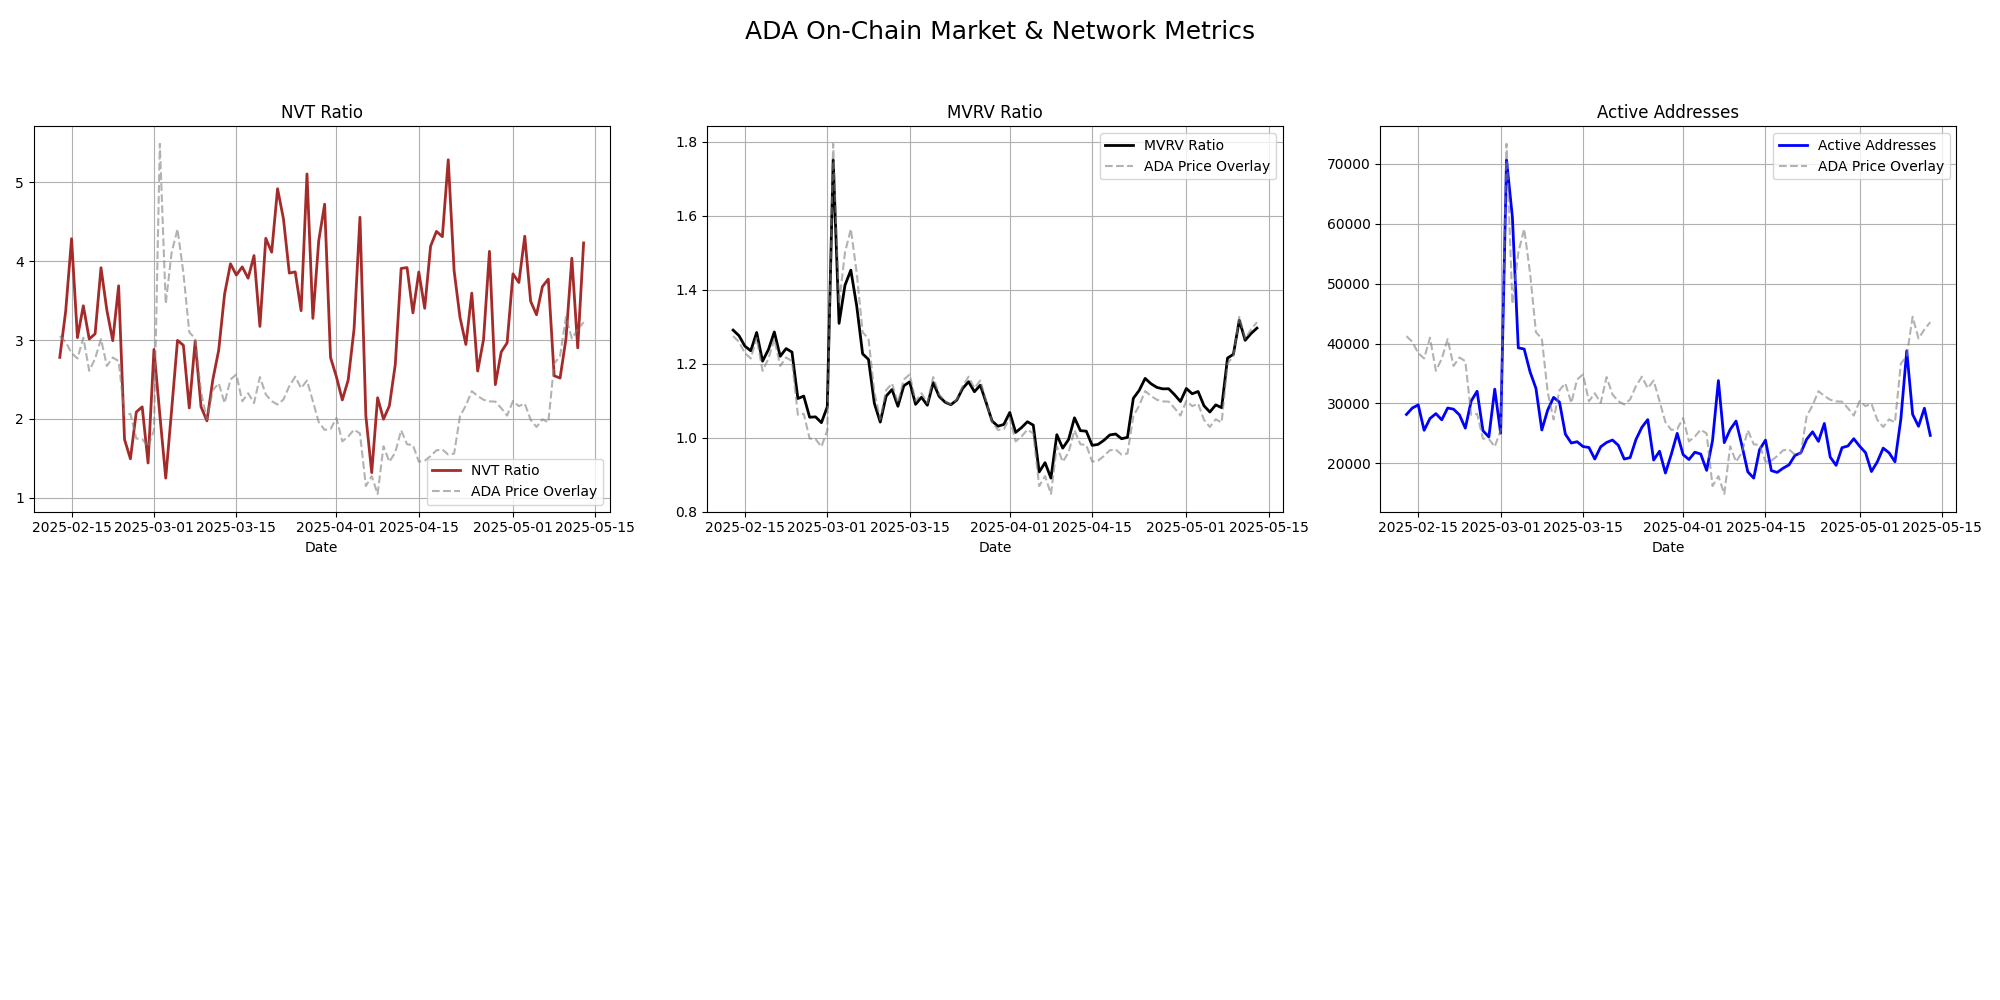 ADA On-Chain Market & Network Metrics
NVT Ratio
5
4
3
2
1
NVT Ratio
ADA Price Overlay
2025-02-15 2025-03-01 2025-03-15 2025-04-01 2025-04-15 2025-05-01 2025-05-15
Date
MVRV Ratio
1.8
1.6
1.4
1.2
1.0
0.8
MVRV Ratio
ADA Price Overlay
2025-02-15 2025-03-01 2025-03-15 2025-04-01 2025-04-15 2025-05-01 2025-05-15
Date
Active Addresses
70000
60000
50000
40000
30000
20000
Active Addresses
ADA Price Overlay
2025-02-15 2025-03-01 2025-03-15 2025-04-01 2025-04-15 2025-05-01 2025-05-15
Date